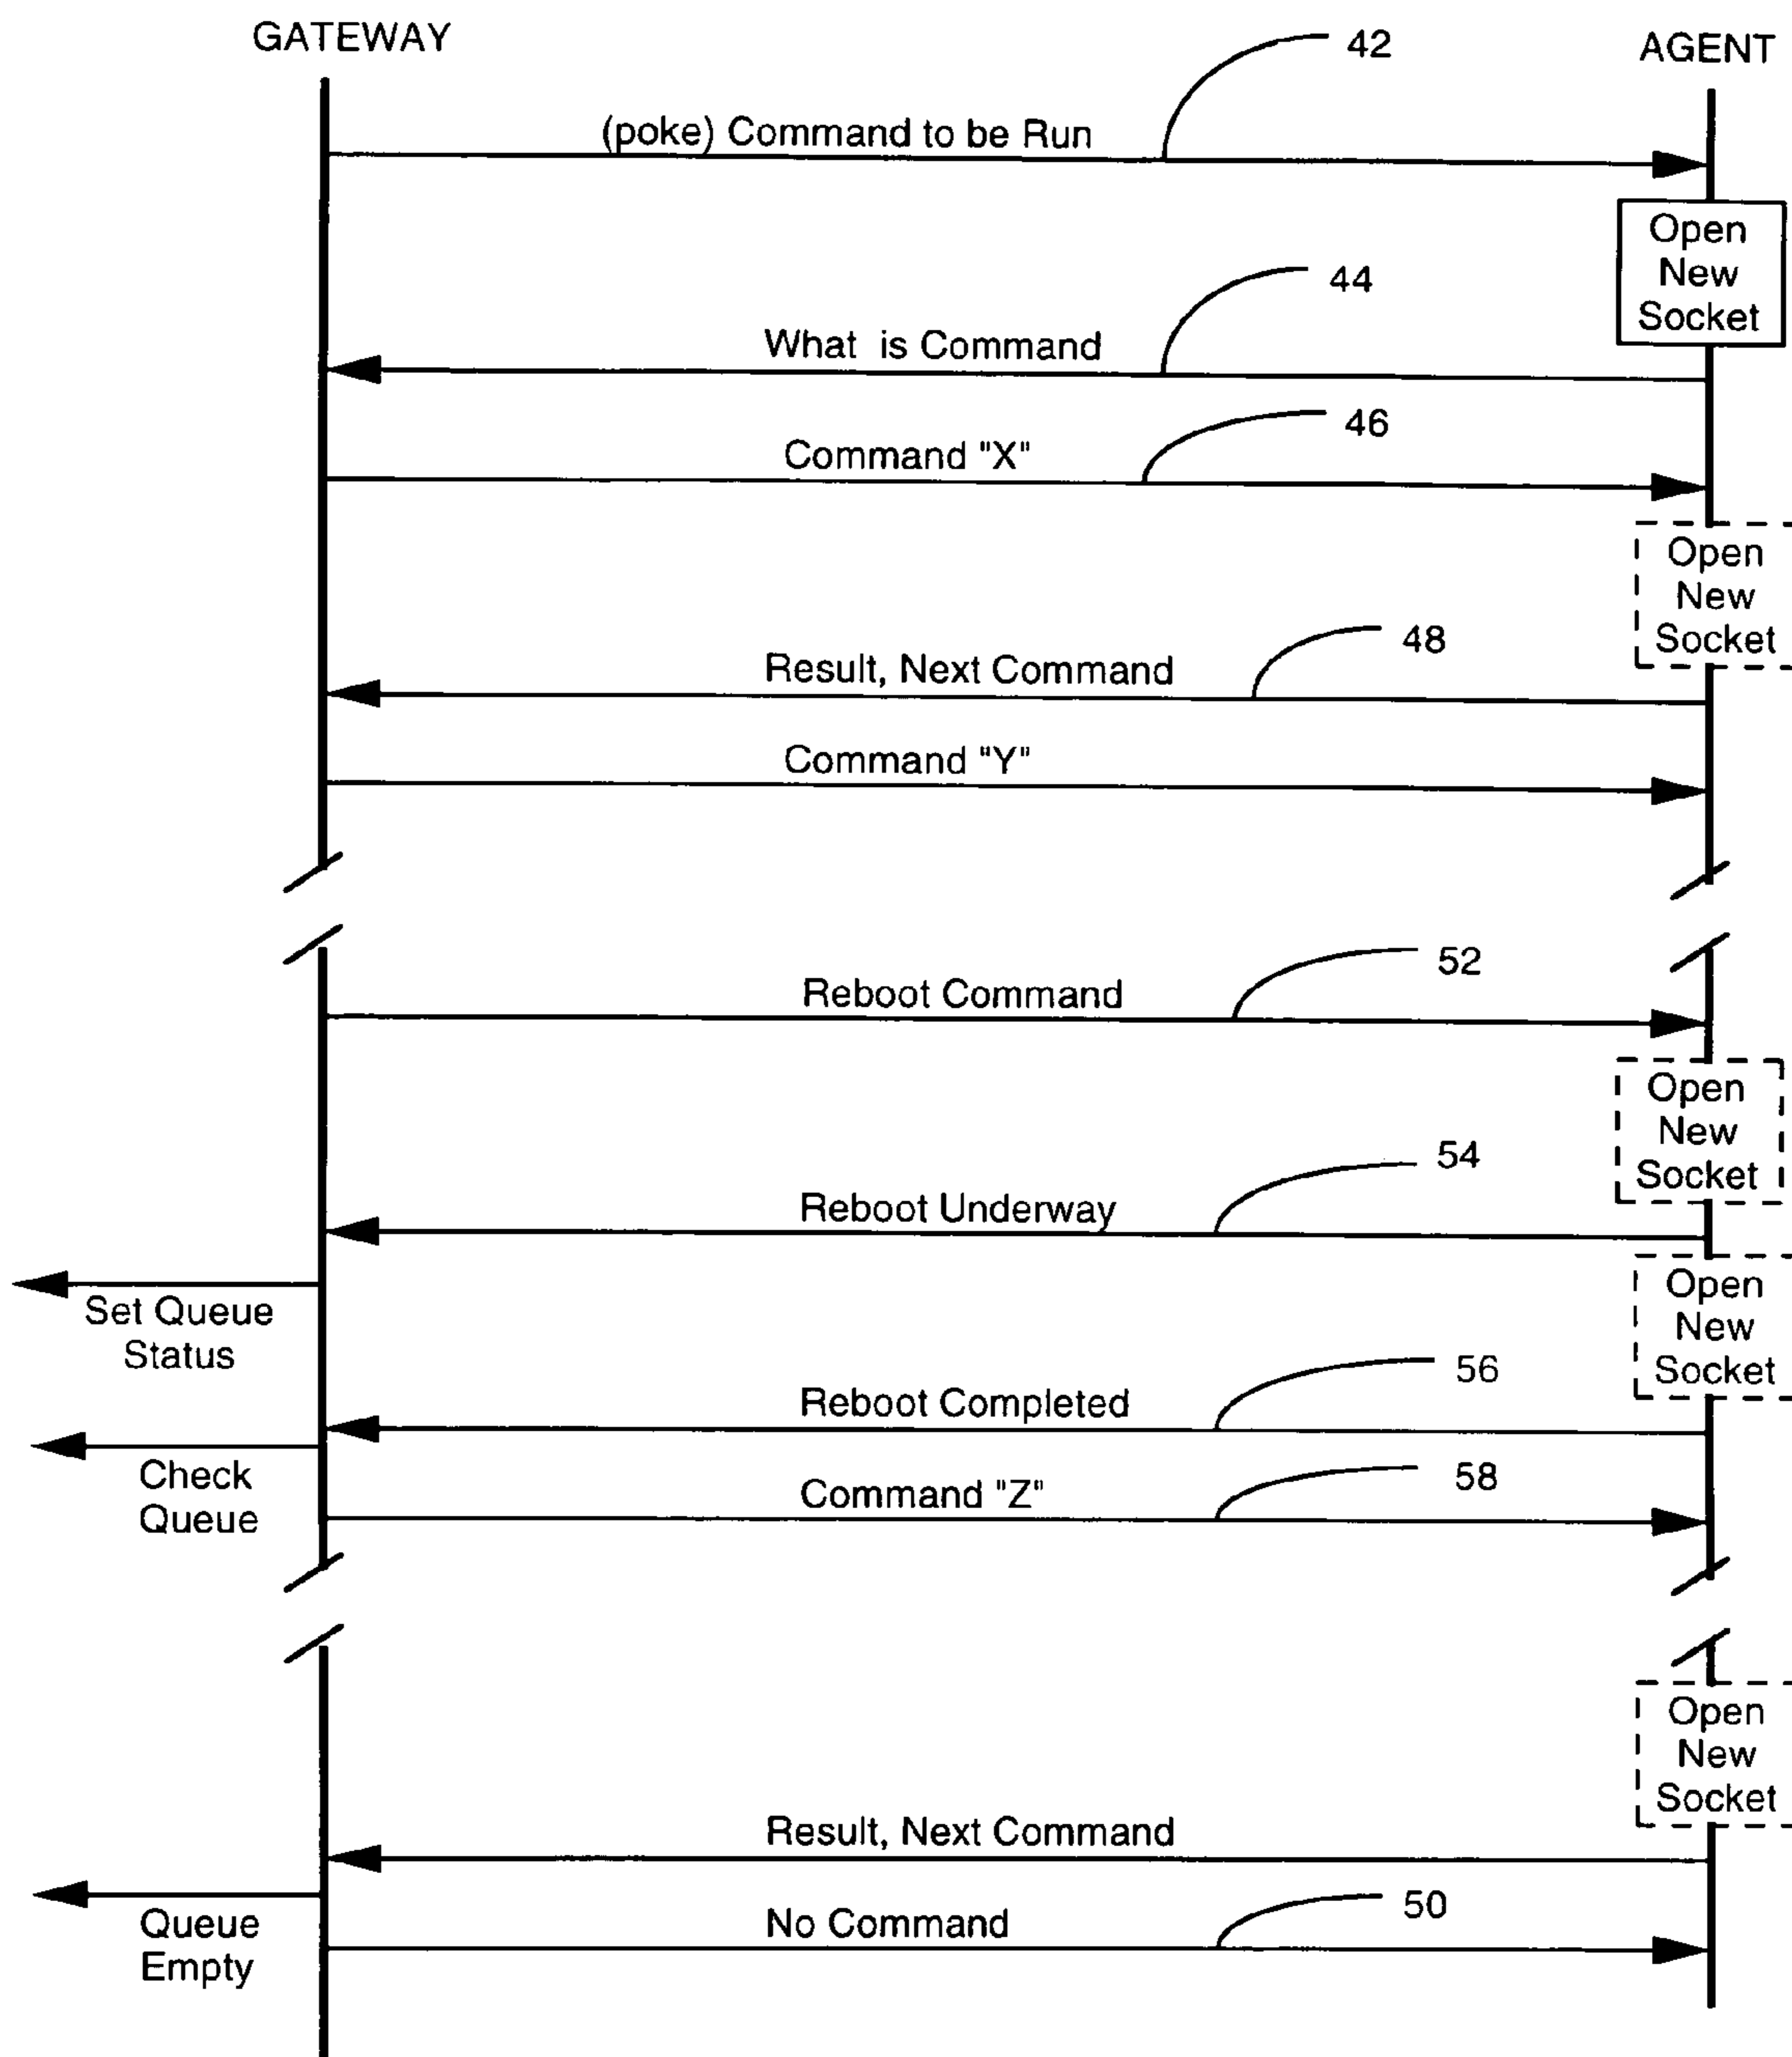 GATEWAY
AGENT
42
(poke) Command to be Run
Open
New
Socket
44
What is Command
46
Command "X"
Open
New
Socket
48
Result, Next Command
Command "Y"
52
Reboot Command
Open
New
Socket
54
Reboot Underway
Set Queue
Status
Open
New
Socket
56
Reboot Completed
Check
Queue
58
Command "Z"
Open
New
Socket
Result, Next Command
Queue
Empty
50
No Command